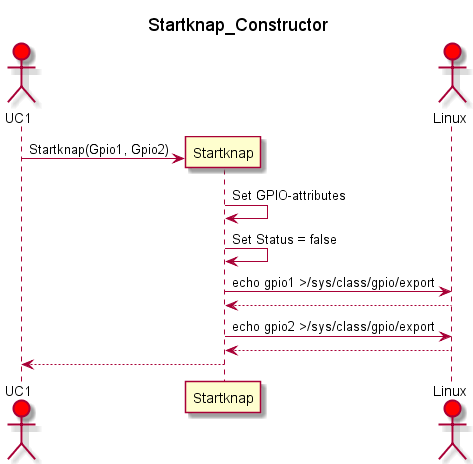 Startknap_Constructor
UC1
Linux
Startknap(Gpio1, Gpio2)
Startknap
Set GPIO-attributes
Set Status = false
echo gpio1 >/sys/class/gpio/export
echo gpio2 >/sys/class/gpio/export
UC1
Startknap
Linux